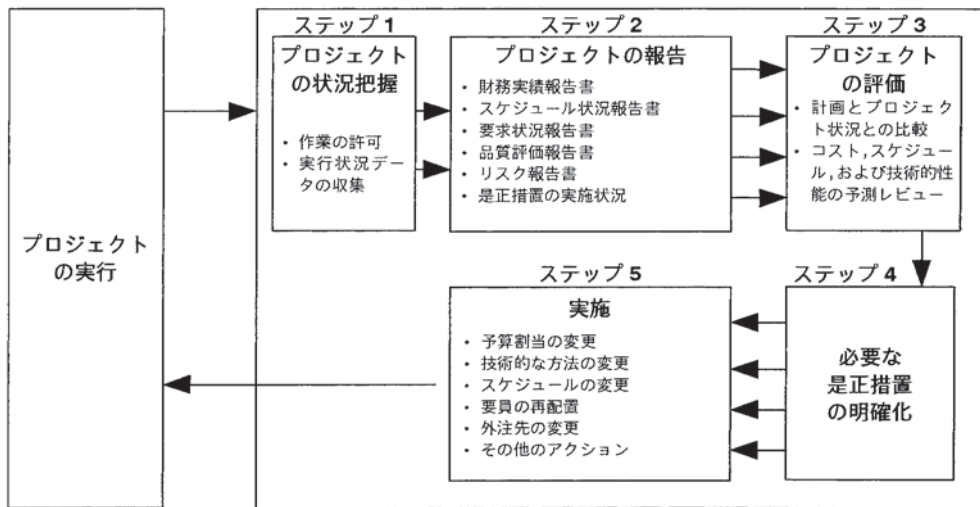 プロジェクト
の実行
ステップ 1
プロジェクト
の状況把握
・ 作業の許可
・ 実行状況デー
タの収集
ステップ 2
プロジェクトの報告
・ 財務実績報告書
・ スケジュール状況報告書
・ 要求状況報告書
・ 品質評価報告書
・ リスク報告書
・ 是正措置の実施状況
ステップ 3
プロジェクト
の評価
・ 計画とプロジェク
ト状況との比較
・ コスト,スケジュー
ル,および技術的性
能の予測レビュー
ステップ 4
必要な
是正措置
の明確化
ステップ 5
実施
・ 予算割当の変更
・ 技術的な方法の変更
・ スケジュールの変更
・ 要員の再配置
・ 外注先の変更
・ その他のアクション